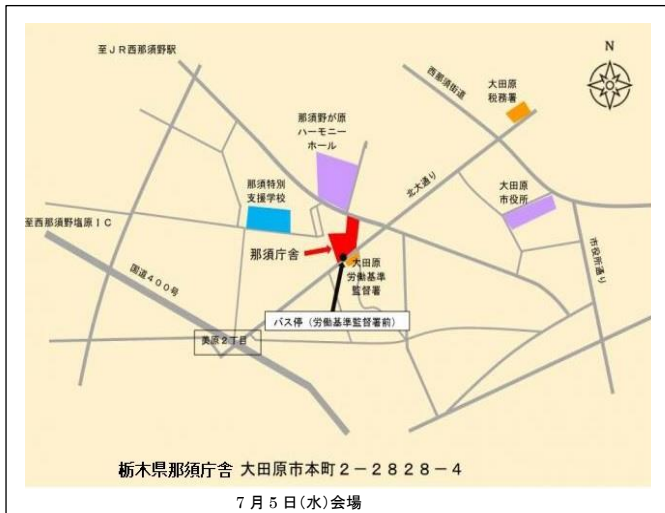 至ＪＲ西那須野駅
N
西那須街道
大田原
税務署
那須野が原
ハーモニー
ホール
北大通り
那須特別
支援学校
大田原
市役所
至西那須野塩原ＩＣ
那須庁舎
大田原
労働基準
監督署
市役所通り
国道４００号
バス停（労働基準監督署前）
美原２丁目
栃木県那須庁舎 大田原市本町２－２８２８－４
7月5日(水)会場